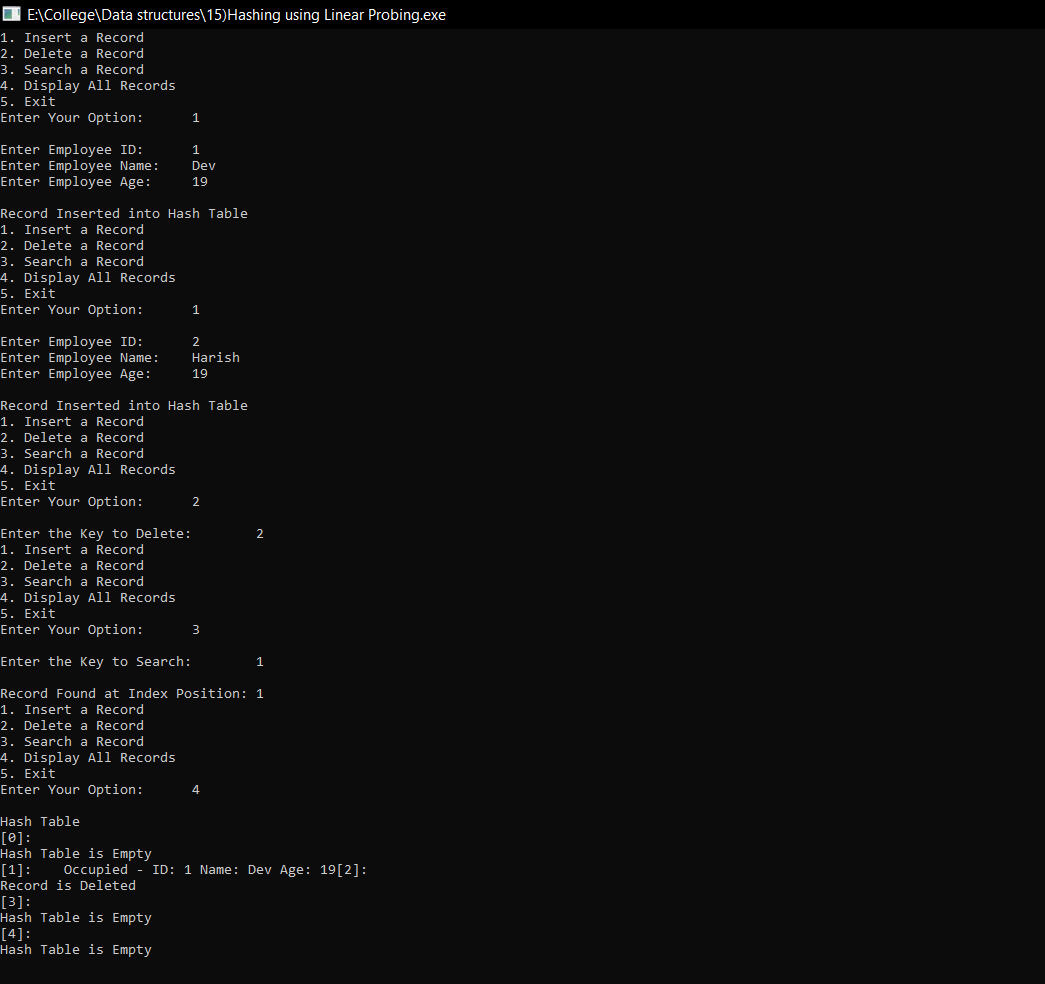 E:\College\Data structures\15)Hashing using Linear Probing.exe
1. Insert a Record
2. Delete a Record
3. Search a Record
4. Display All Records
5. Exit
Enter Your Option:      1

Enter Employee ID:      1
Enter Employee Name:    Dev
Enter Employee Age:     19

Record Inserted into Hash Table
1. Insert a Record
2. Delete a Record
3. Search a Record
4. Display All Records
5. Exit
Enter Your Option:      1

Enter Employee ID:      2
Enter Employee Name:    Harish
Enter Employee Age:     19

Record Inserted into Hash Table
1. Insert a Record
2. Delete a Record
3. Search a Record
4. Display All Records
5. Exit
Enter Your Option:      2

Enter the Key to Delete:        2
1. Insert a Record
2. Delete a Record
3. Search a Record
4. Display All Records
5. Exit
Enter Your Option:      3

Enter the Key to Search:        1

Record Found at Index Position: 1
1. Insert a Record
2. Delete a Record
3. Search a Record
4. Display All Records
5. Exit
Enter Your Option:      4

Hash Table
[0]:
Hash Table is Empty
[1]:    Occupied - ID: 1 Name: Dev Age: 19[2]:
Record is Deleted
[3]:
Hash Table is Empty
[4]:
Hash Table is Empty